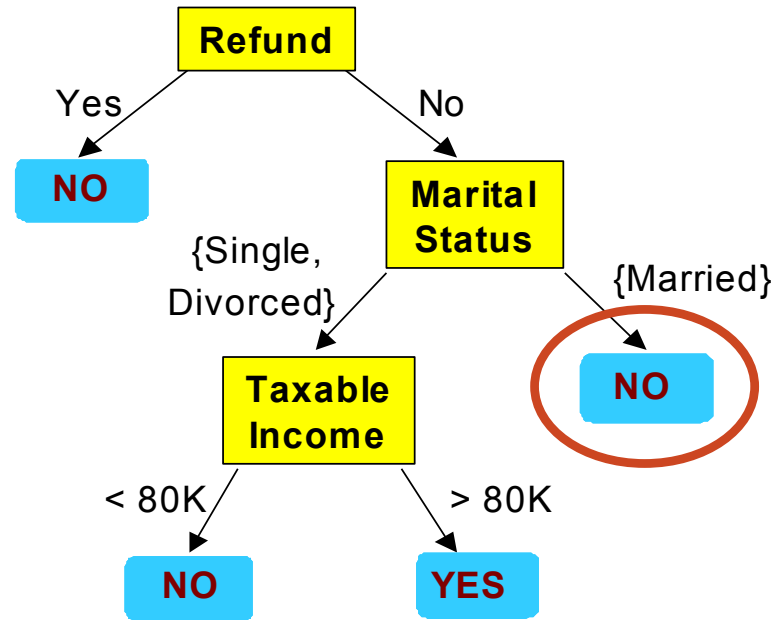 Refund
Yes
No
NO
Marital
Status
{Single,
Divorced}
{Married}
Taxable
Income
NO
< 80K
> 80K
NO
YES